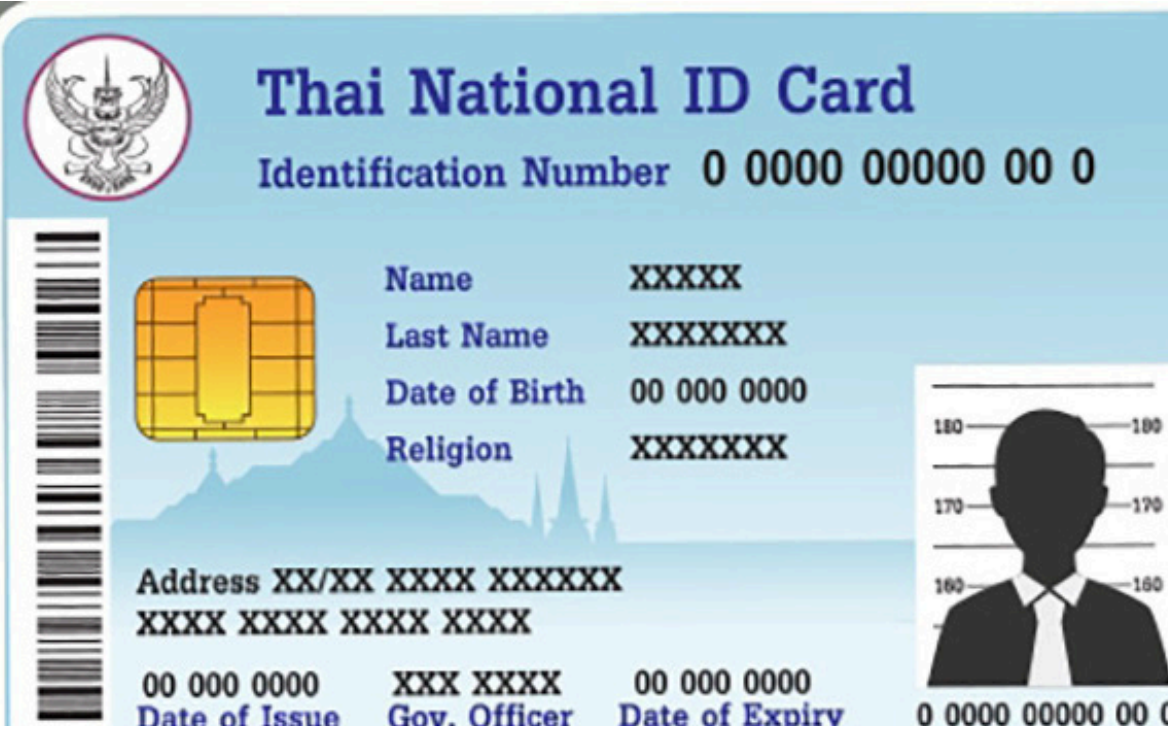 Thai National ID Card
Identification Number 0 0000 00000 00 0
Name XXXXX
Last Name XXXXXXX
Date of Birth 00 000 0000
Religion XXXXXXX
180 180
170 170
160 160
Address XX/XX XXXX XXXXXX
XXXX XXXX XXXX XXXX
00 000 0000 XXX XXXX 00 000 0000
Date of Issue Gov. Officer Date of Expiry
0 0000 00000 00